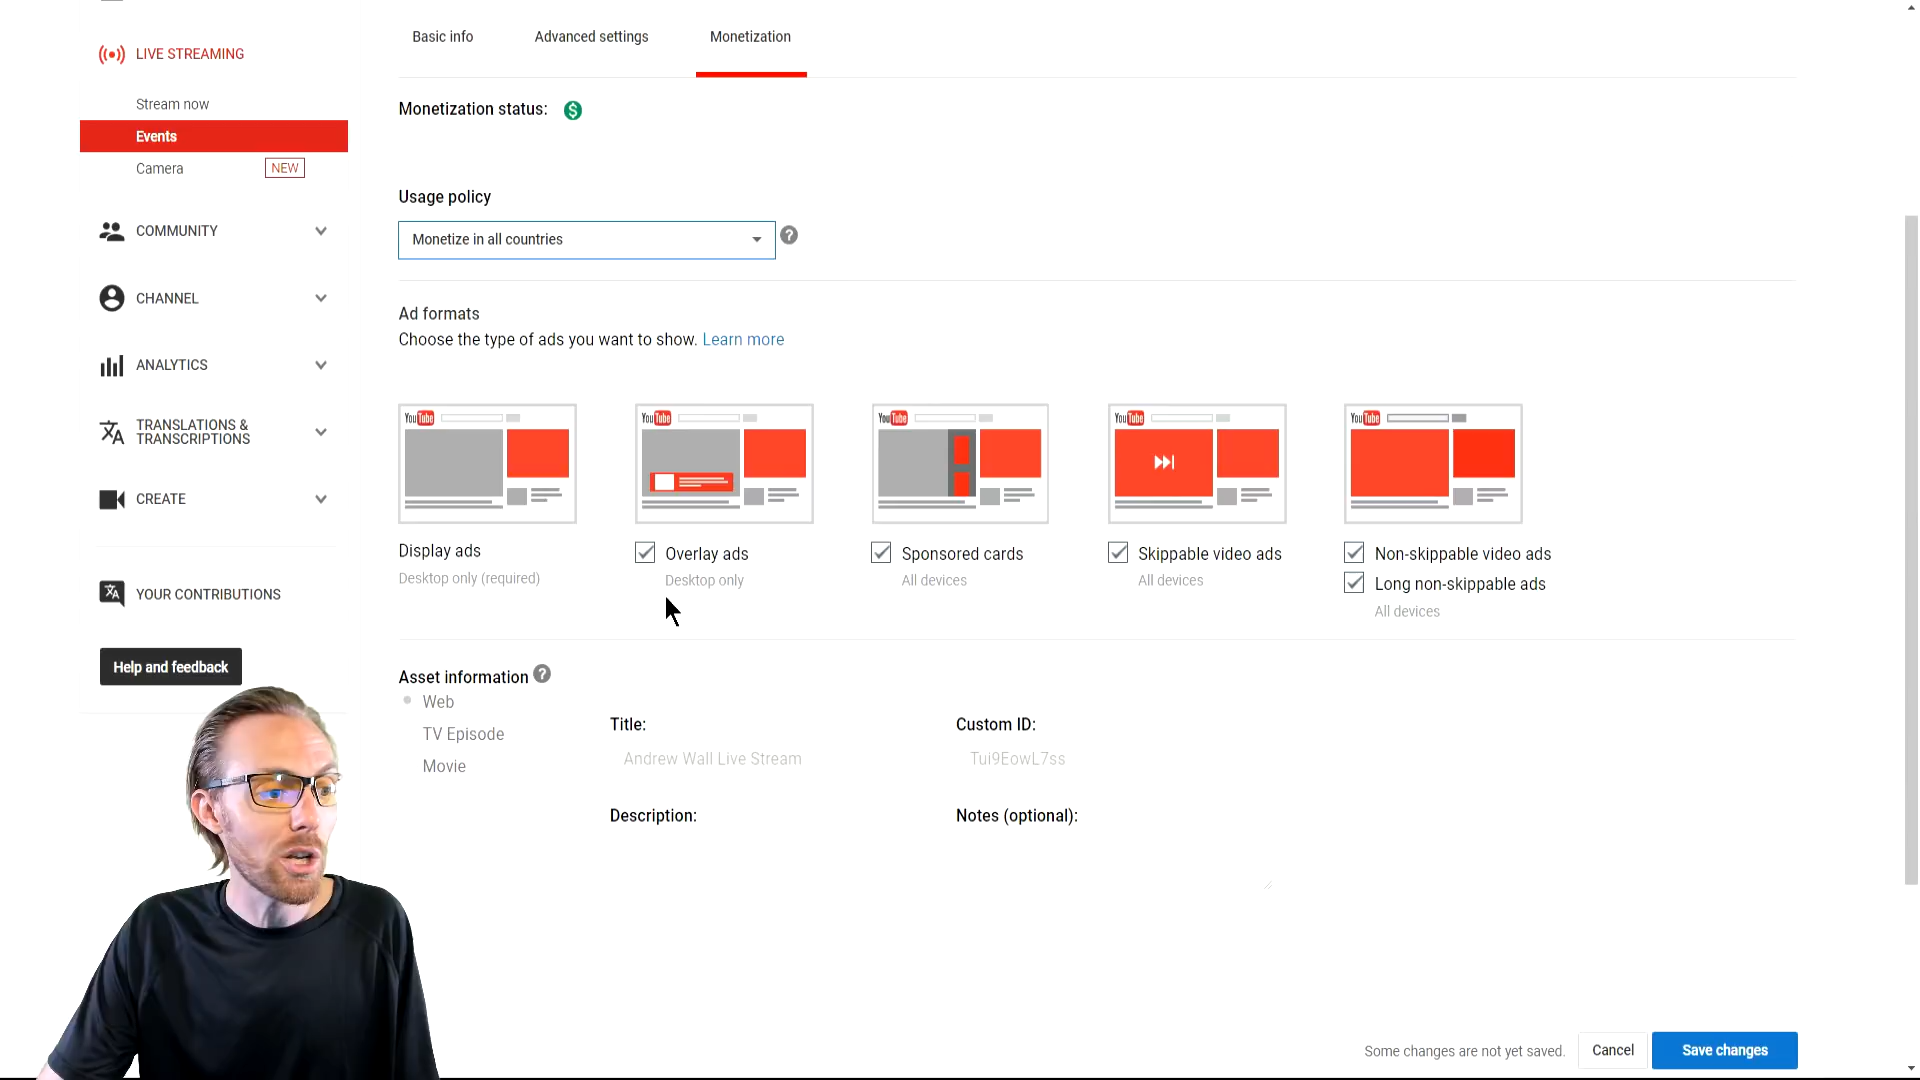 Basic info
Advanced settings
Monetization
LIVE STREAMING
Stream now
Events
Camera
NEW
COMMUNITY
CHANNEL
ANALYTICS
TRANSLATIONS &
TRANSCRIPTIONS
CREATE
YOUR CONTRIBUTIONS
Help and feedback
Monetization status:
$
Usage policy
Monetize in all countries
?
Ad formats
Choose the type of ads you want to show. Learn more
YouTube
YouTube
YouTube
YouTube
YouTube
Display ads
Desktop only (required)
Overlay ads
Desktop only
Sponsored cards
All devices
Skippable video ads
All devices
Non-skippable video ads
Long non-skippable ads
All devices
Asset information ?
Web
TV Episode
Movie
Title:
Andrew Wall Live Stream
Custom ID:
Tui9EowL7ss
Description:
Notes (optional):
Some changes are not yet saved.
Cancel
Save changes